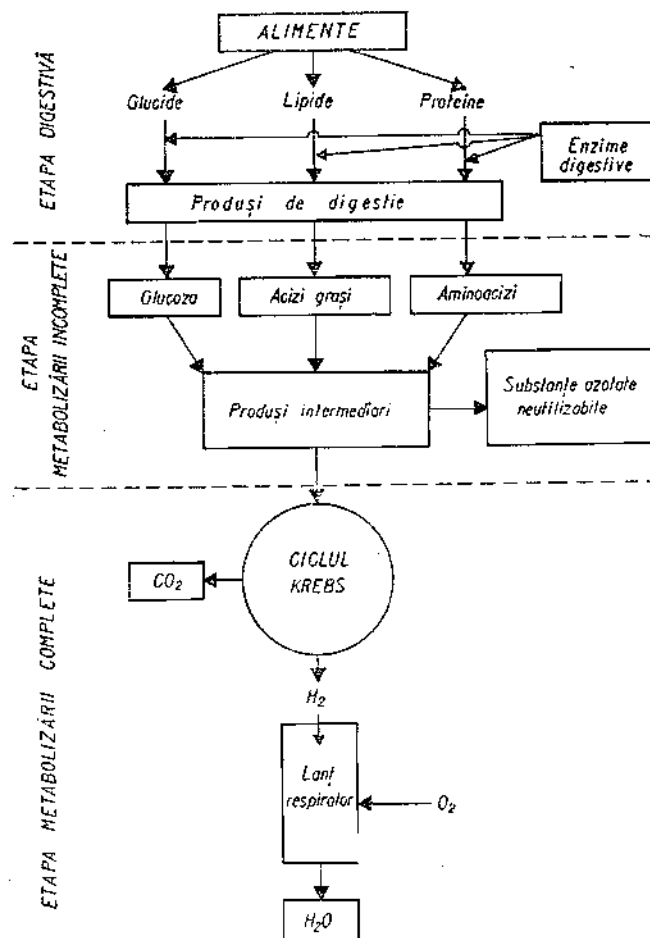 ALIMENTE
Glucide
Lipide
Proteine
Enzime
digestive
Produși de digestie
ETAPA DIGESTIVĂ
Glucoza
Acizi grași
Aminoacizi
Produși intermediari
Substanțe azotate
neutilizabile
ETAPA
METABOLIZĂRII INCOMPLETE
CICLUL
KREBS
CO₂
H₂
Lanț
respirator
O₂
H₂O
ETAPA METABOLIZĂRII COMPLETE